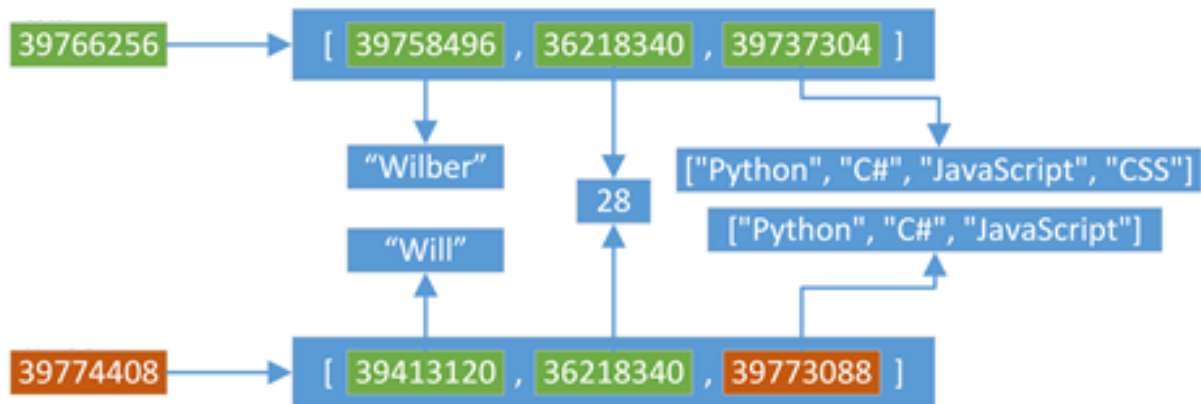 39766256 [ 39758496 , 36218340 , 39737304 ]
“Wilber”
["Python", "C#", "JavaScript", "CSS"]
28
["Python", "C#", "JavaScript"]
“Will”
39774408 [ 39413120 , 36218340 , 39773088 ]